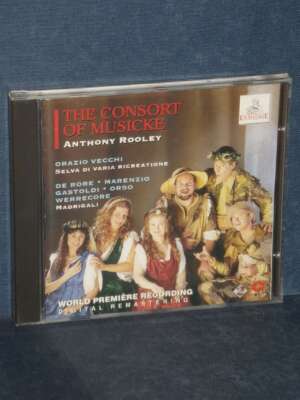 THE CONSORT
OF MUSICKE
ANTHONY ROOLEY
ORAZIO VECCHI
SELVA DI VARIA RICREATIONE
DE RORE • MARENZIO
GASTOLDI • ORSO
WERRECORE
MADRIGALI
WORLD PREMIÈRE RECORDING
DIGITAL REMASTERING